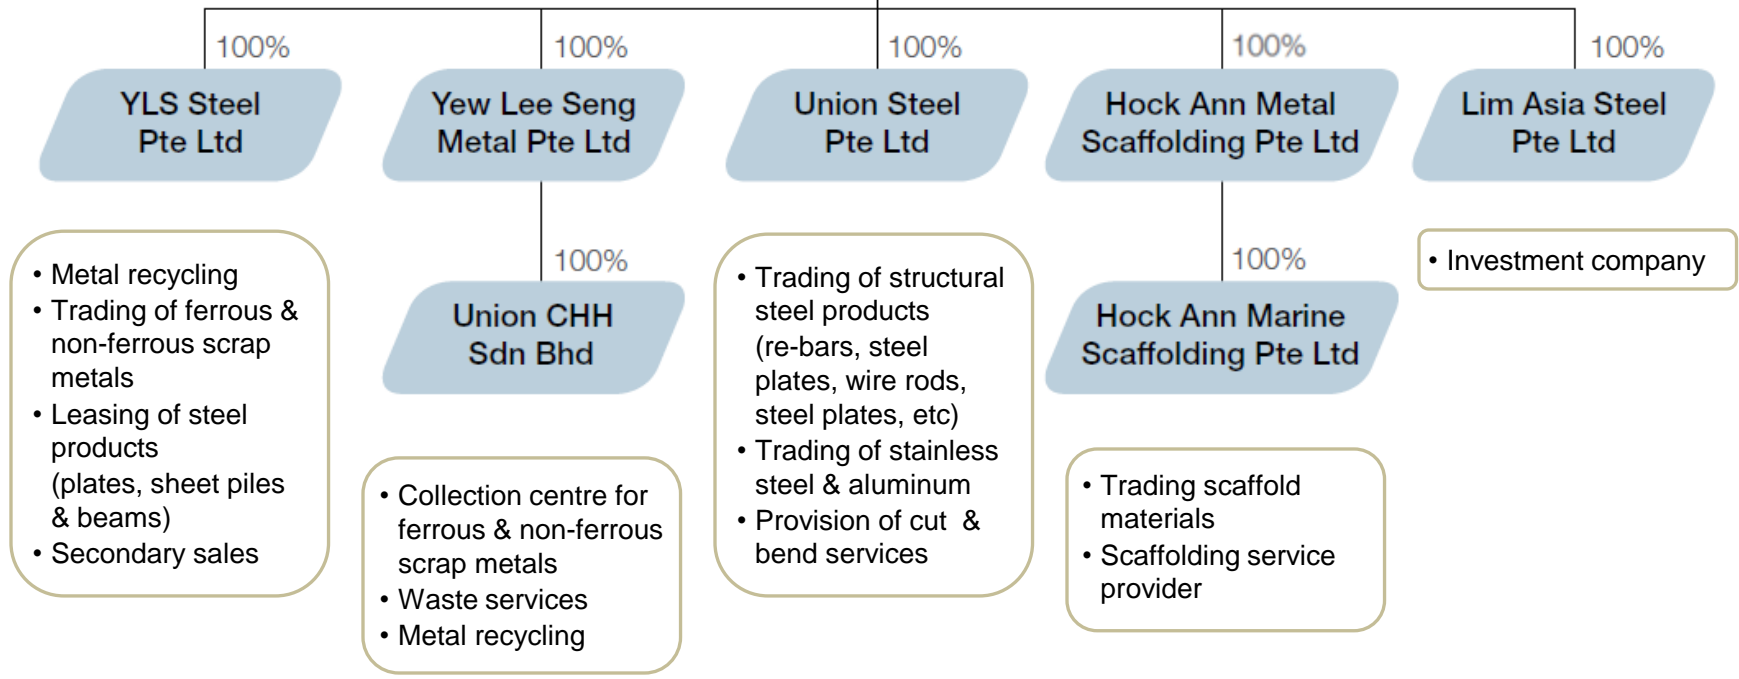 100%
100%
100%
100%
100%
YLS Steel
Pte Ltd
Yew Lee Seng
Metal Pte Ltd
Union Steel
Pte Ltd
Hock Ann Metal
Scaffolding Pte Ltd
Lim Asia Steel
Pte Ltd
100%
Union CHH
Sdn Bhd
100%
Hock Ann Marine
Scaffolding Pte Ltd
• Metal recycling
• Trading of ferrous &
non-ferrous scrap
metals
• Leasing of steel
products
(plates, sheet piles
& beams)
• Secondary sales
• Collection centre for
ferrous & non-ferrous
scrap metals
• Waste services
• Metal recycling
• Trading of structural
steel products
(re-bars, steel
plates, wire rods,
steel plates, etc)
• Trading of stainless
steel & aluminum
• Provision of cut & 
bend services
• Trading scaffold
materials
• Scaffolding service
provider
• Investment company